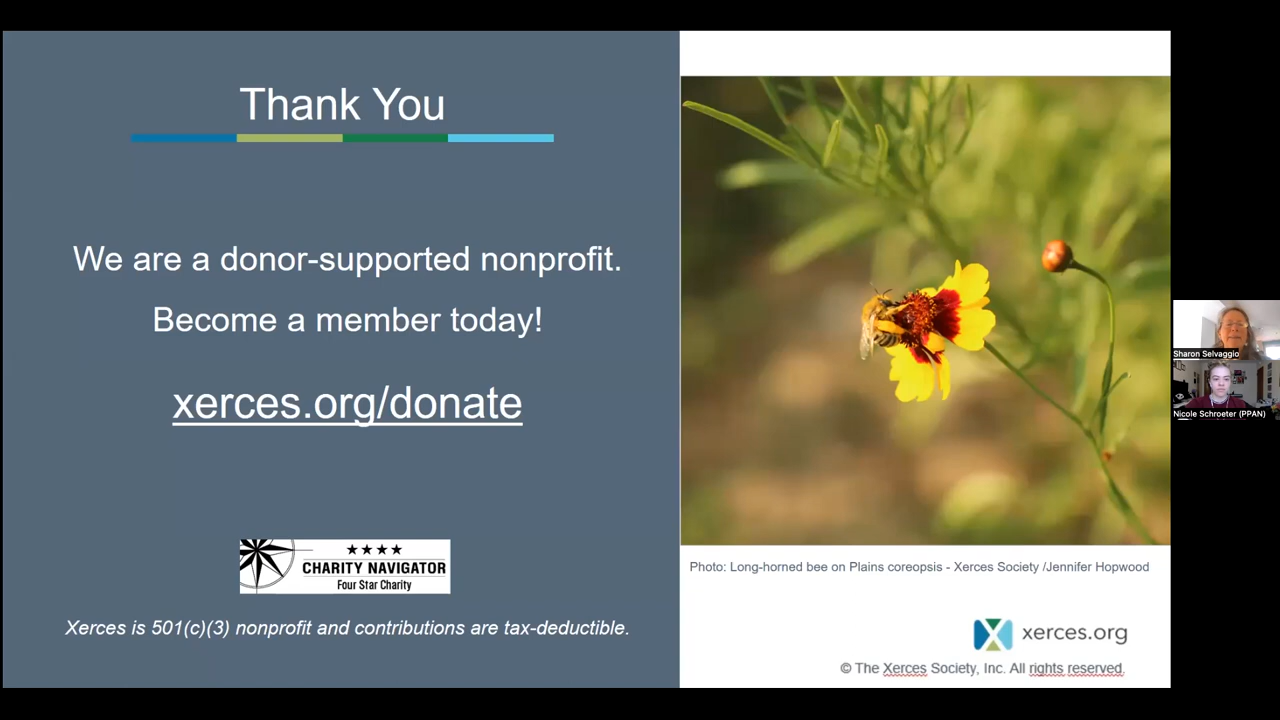 Thank You
We are a donor-supported nonprofit.
Become a member today!
xerces.org/donate
CHARITY NAVIGATOR
Four Star Charity
Xerces is 501(c)(3) nonprofit and contributions are tax-deductible.
Photo: Long-horned bee on Plains coreopsis - Xerces Society /Jennifer Hopwood
xerces.org
© The Xerces Society, Inc. All rights reserved.
Sharon Selvaggio
Nicole Schroeter (PPAN)